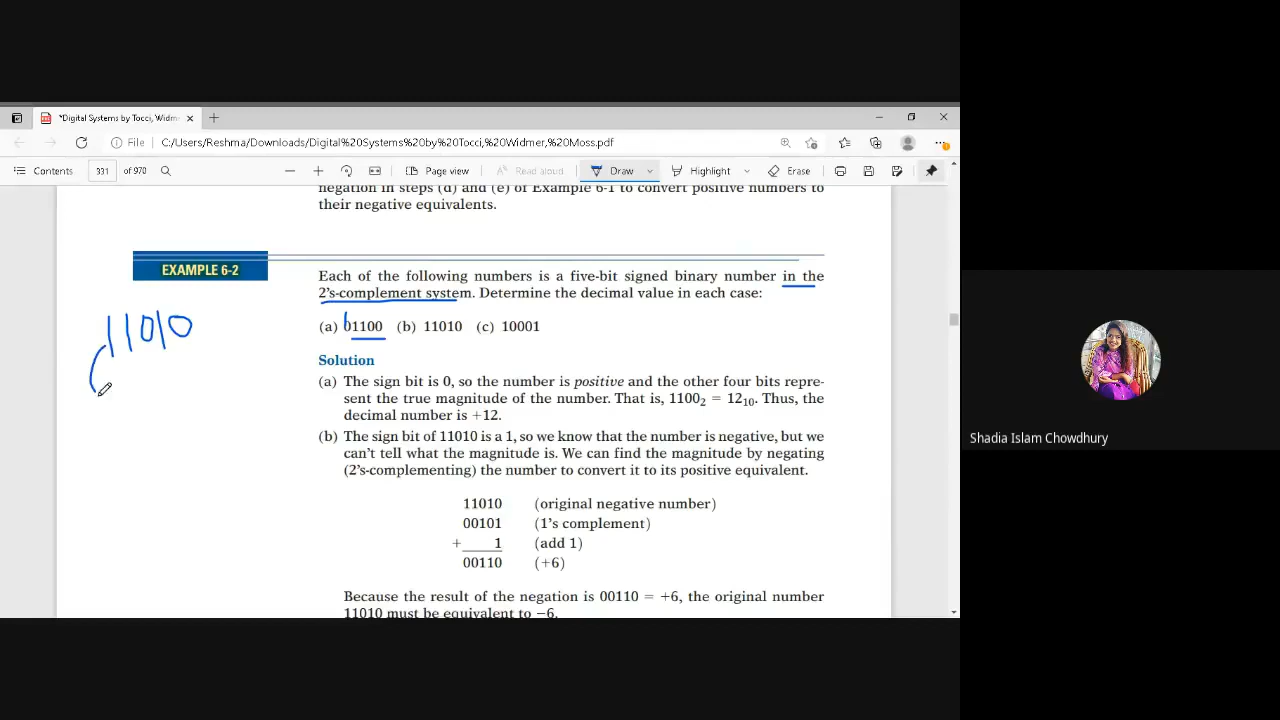 *Digital Systems by Tocci, Widme
File C:/Users/Reshma/Downloads/Digital%20Systems%20by%20Tocci,%20Widmer,%20Moss.pdf
Contents 331 of 970 Page view Read aloud Draw Highlight Erase
negation in steps (d) and (e) of Example 6-1 to convert positive numbers to
their negative equivalents.
EXAMPLE 6-2
Each of the following numbers is a five-bit signed binary number in the
2's-complement system. Determine the decimal value in each case:
(a) 01100 (b) 11010 (c) 10001
11010
Solution
(a) The sign bit is 0, so the number is positive and the other four bits repre-
sent the true magnitude of the number. That is, 1100₂ = 12₁₀. Thus, the
decimal number is +12.
(b) The sign bit of 11010 is a 1, so we know that the number is negative, but we
can't tell what the magnitude is. We can find the magnitude by negating
(2's-complementing) the number to convert it to its positive equivalent.
11010 (original negative number)
00101 (1's complement)
+ 1 (add 1)
00110 (+6)
Because the result of the negation is 00110 = +6, the original number
11010 must be equivalent to −6.
Shadia Islam Chowdhury